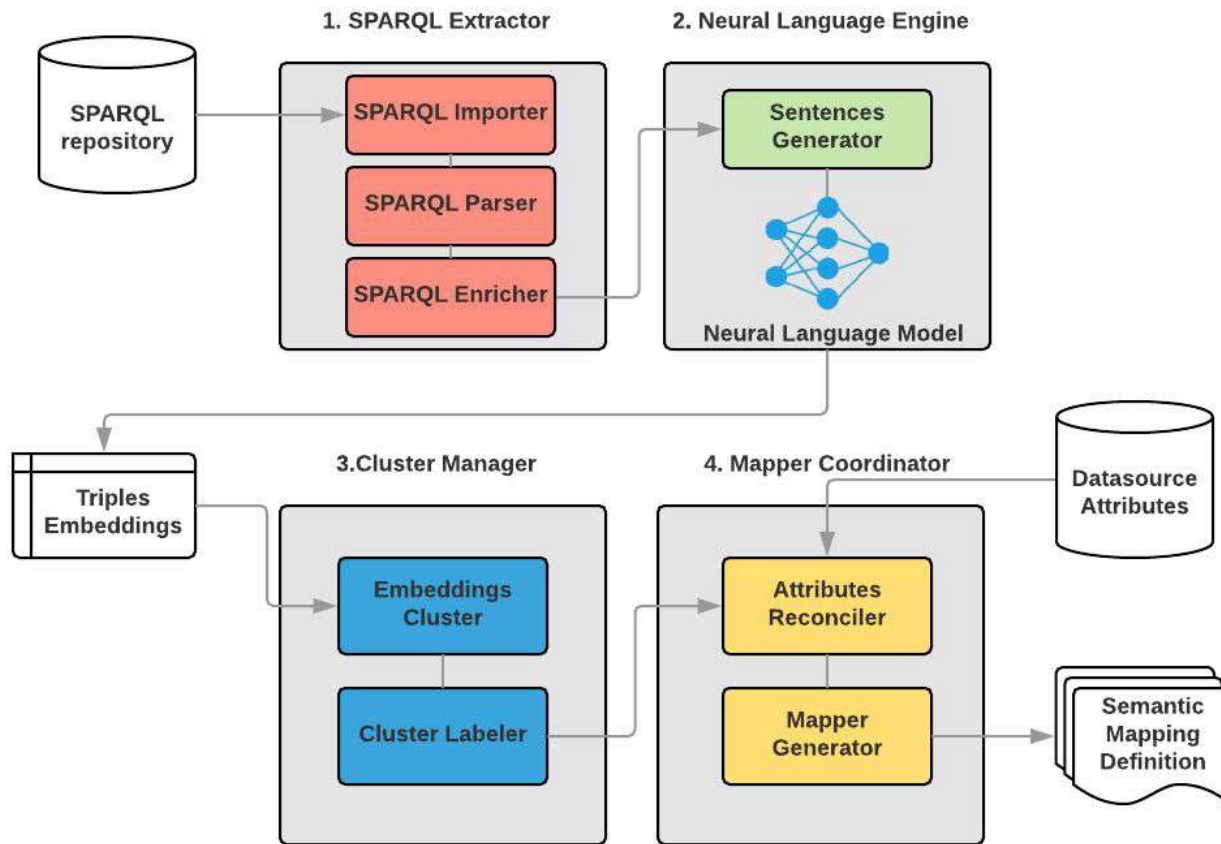 1. SPARQL Extractor
2. Neural Language Engine
SPARQL
repository
SPARQL Importer
SPARQL Parser
SPARQL Enricher
Sentences
Generator
Neural Language Model
Triples
Embeddings
3.Cluster Manager
Embeddings
Cluster
Cluster Labeler
4. Mapper Coordinator
Datasource
Attributes
Attributes
Reconciler
Mapper
Generator
Semantic
Mapping
Definition